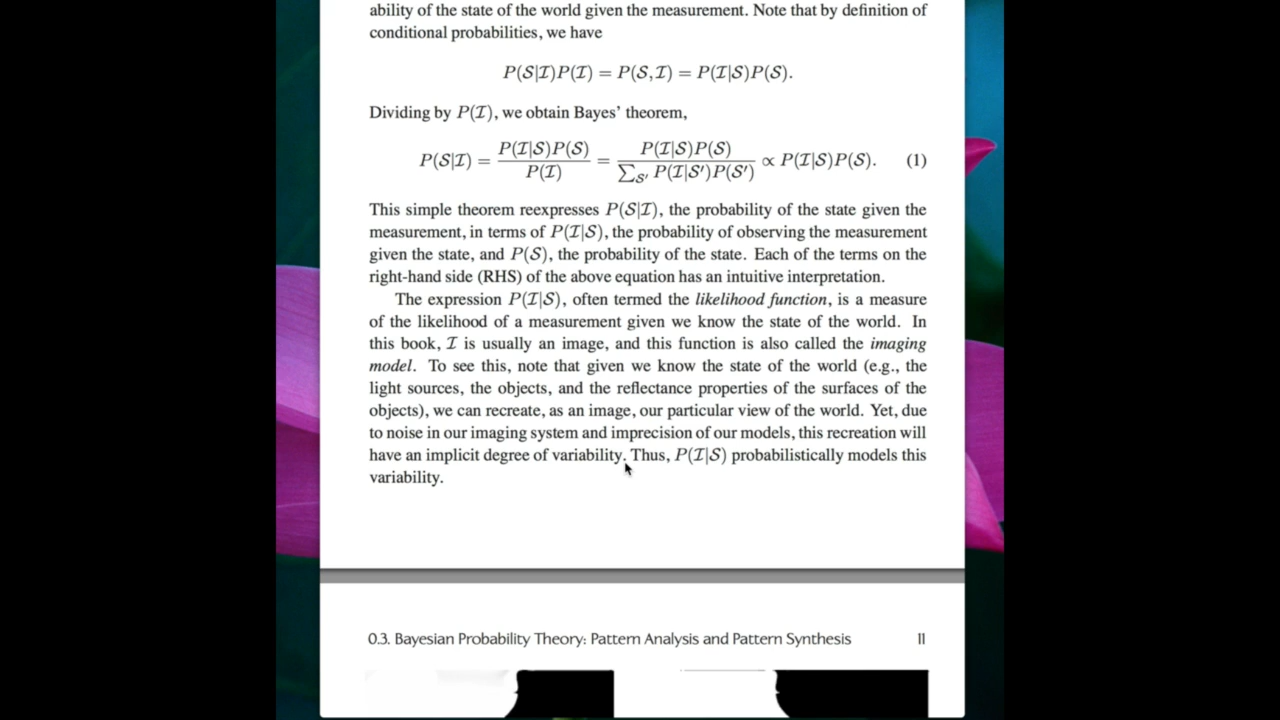 ability of the state of the world given the measurement. Note that by definition of
conditional probabilities, we have
P(S|I)P(I) = P(S,I) = P(I|S)P(S).
Dividing by P(I), we obtain Bayes’ theorem,
P(S|I) = P(I|S)P(S) / P(I) = P(I|S)P(S) / ∑S′ P(I|S′)P(S′) ∝ P(I|S)P(S). (1)
This simple theorem reexpresses P(S|I), the probability of the state given the
measurement, in terms of P(I|S), the probability of observing the measurement
given the state, and P(S), the probability of the state. Each of the terms on the
right-hand side (RHS) of the above equation has an intuitive interpretation.
The expression P(I|S), often termed the likelihood function, is a measure
of the likelihood of a measurement given we know the state of the world. In
this book, I is usually an image, and this function is also called the imaging
model. To see this, note that given we know the state of the world (e.g., the
light sources, the objects, and the reflectance properties of the surfaces of the
objects), we can recreate, as an image, our particular view of the world. Yet, due
to noise in our imaging system and imprecision of our models, this recreation will
have an implicit degree of variability. Thus, P(I|S) probabilistically models this
variability.
0.3. Bayesian Probability Theory: Pattern Analysis and Pattern Synthesis 11